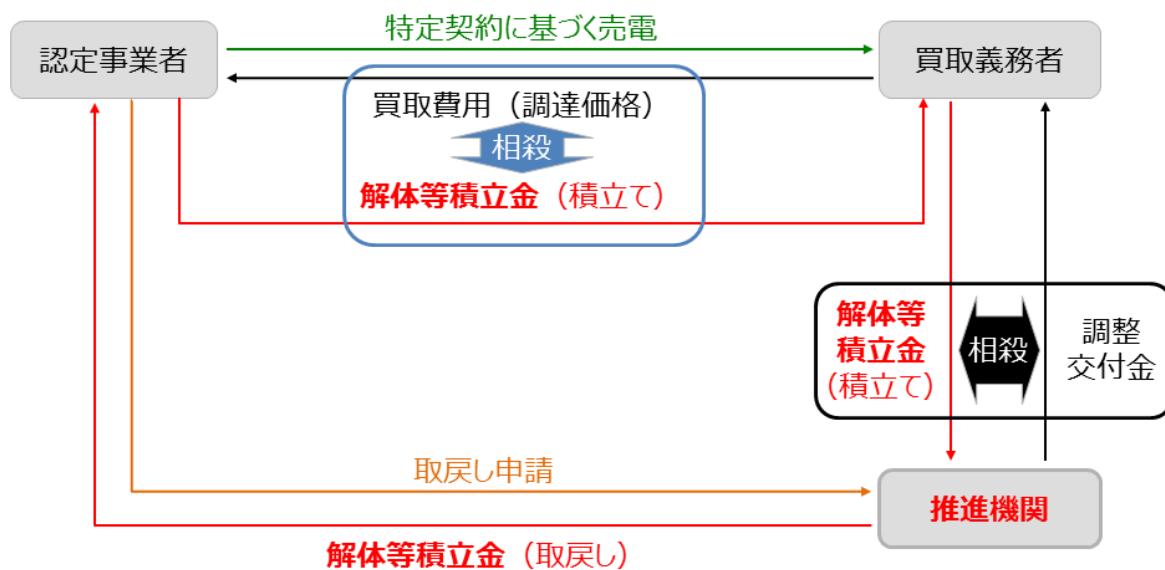 特定契約に基づく売電
認定事業者
買取義務者
買取費用（調達価格）
相殺
解体等積立金（積立て）
解体等
積立金
（積立て）
相殺
調整
交付金
取戻し申請
推進機関
解体等積立金（取戻し）